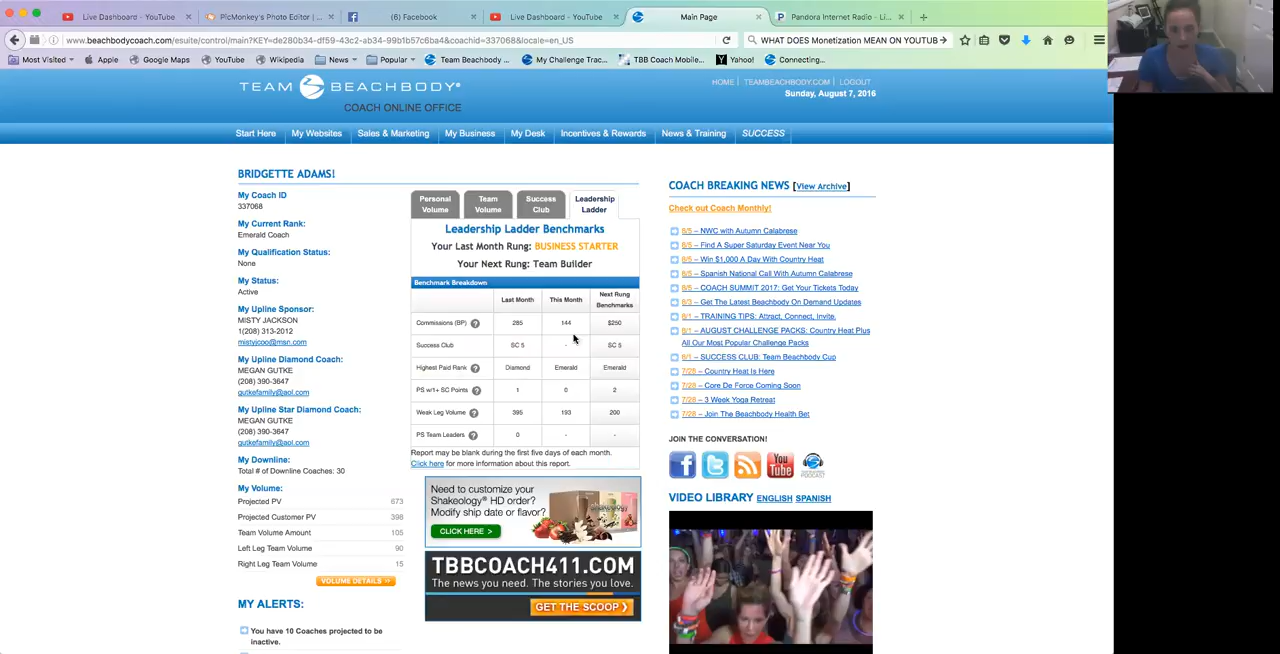 Live Dashboard - YouTube
PicMonkey's Photo Editor | ...
(6) Facebook
Live Dashboard - YouTube
Main Page
Pandora Internet Radio - Li...
www.beachbodycoach.com/esuite/control/main?KEY=de280b34-df59-43c2-ab34-99b1b57c6ba4&coachid=337068&locale=en_US
WHAT DOES Monetization MEAN ON YOUTUB
Most Visited
Apple
Google Maps
YouTube
Wikipedia
News
Popular
Team Beachbody ...
My Challenge Trac...
TBB Coach Mobile...
Yahoo!
Connecting...
TEAM BEACHBODY®
COACH ONLINE OFFICE
HOME | TEAMBEACHBODY.COM | LOGOUT
Sunday, August 7, 2016
Start Here
My Websites
Sales & Marketing
My Business
My Desk
Incentives & Rewards
News & Training
SUCCESS
BRIDGETTE ADAMS!
My Coach ID
337068
My Current Rank:
Emerald Coach
My Qualification Status:
None
My Status:
Active
My Upline Sponsor:
MISTY JACKSON
1(208) 313-2012
mistyjcoo@msn.com
My Upline Diamond Coach:
MEGAN GUTKE
(208) 390-3647
gutkefamily@aol.com
My Upline Star Diamond Coach:
MEGAN GUTKE
(208) 390-3647
gutkefamily@aol.com
My Downline:
Total # of Downline Coaches: 30
My Volume:
Projected PV 673
Projected Customer PV 398
Team Volume Amount 105
Left Leg Team Volume 90
Right Leg Team Volume 15
VOLUME DETAILS >>
MY ALERTS:
You have 10 Coaches projected to be
inactive.
Personal Volume
Team Volume
Success Club
Leadership Ladder
Leadership Ladder Benchmarks
Your Last Month Rung: BUSINESS STARTER
Your Next Rung: Team Builder
Benchmark Breakdown
Last Month This Month Next Rung Benchmarks
Commissions (BP) ? 285 144 $250
Success Club SC 5 - SC 5
Highest Paid Rank ? Diamond Emerald Emerald
PS w/1+ SC Points ? 1 0 2
Weak Leg Volume ? 395 193 200
PS Team Leaders ? 0 - -
Report may be blank during the first five days of each month.
Click here for more information about this report.
Need to customize your
Shakeology® HD order?
Modify ship date or flavor?
CLICK HERE >
TBBCOACH411.COM
The news you need. The stories you love.
GET THE SCOOP >
COACH BREAKING NEWS [View Archive]
Check out Coach Monthly!
8/5 – NWC with Autumn Calabrese
8/5 – Find A Super Saturday Event Near You
8/5 – Win $1,000 A Day With Country Heat
8/5 – Spanish National Call With Autumn Calabrese
8/5 – COACH SUMMIT 2017: Get Your Tickets Today
8/3 – Get The Latest Beachbody On Demand Updates
8/1 – TRAINING TIPS: Attract, Connect, Invite.
8/1 – AUGUST CHALLENGE PACKS: Country Heat Plus
All Our Most Popular Challenge Packs
8/1 – SUCCESS CLUB: Team Beachbody Cup
7/28 – Country Heat Is Here
7/28 – Core De Force Coming Soon
7/28 – 3 Week Yoga Retreat
7/28 – Join The Beachbody Health Bet
JOIN THE CONVERSATION!
You Tube
VIDEO LIBRARY ENGLISH SPANISH